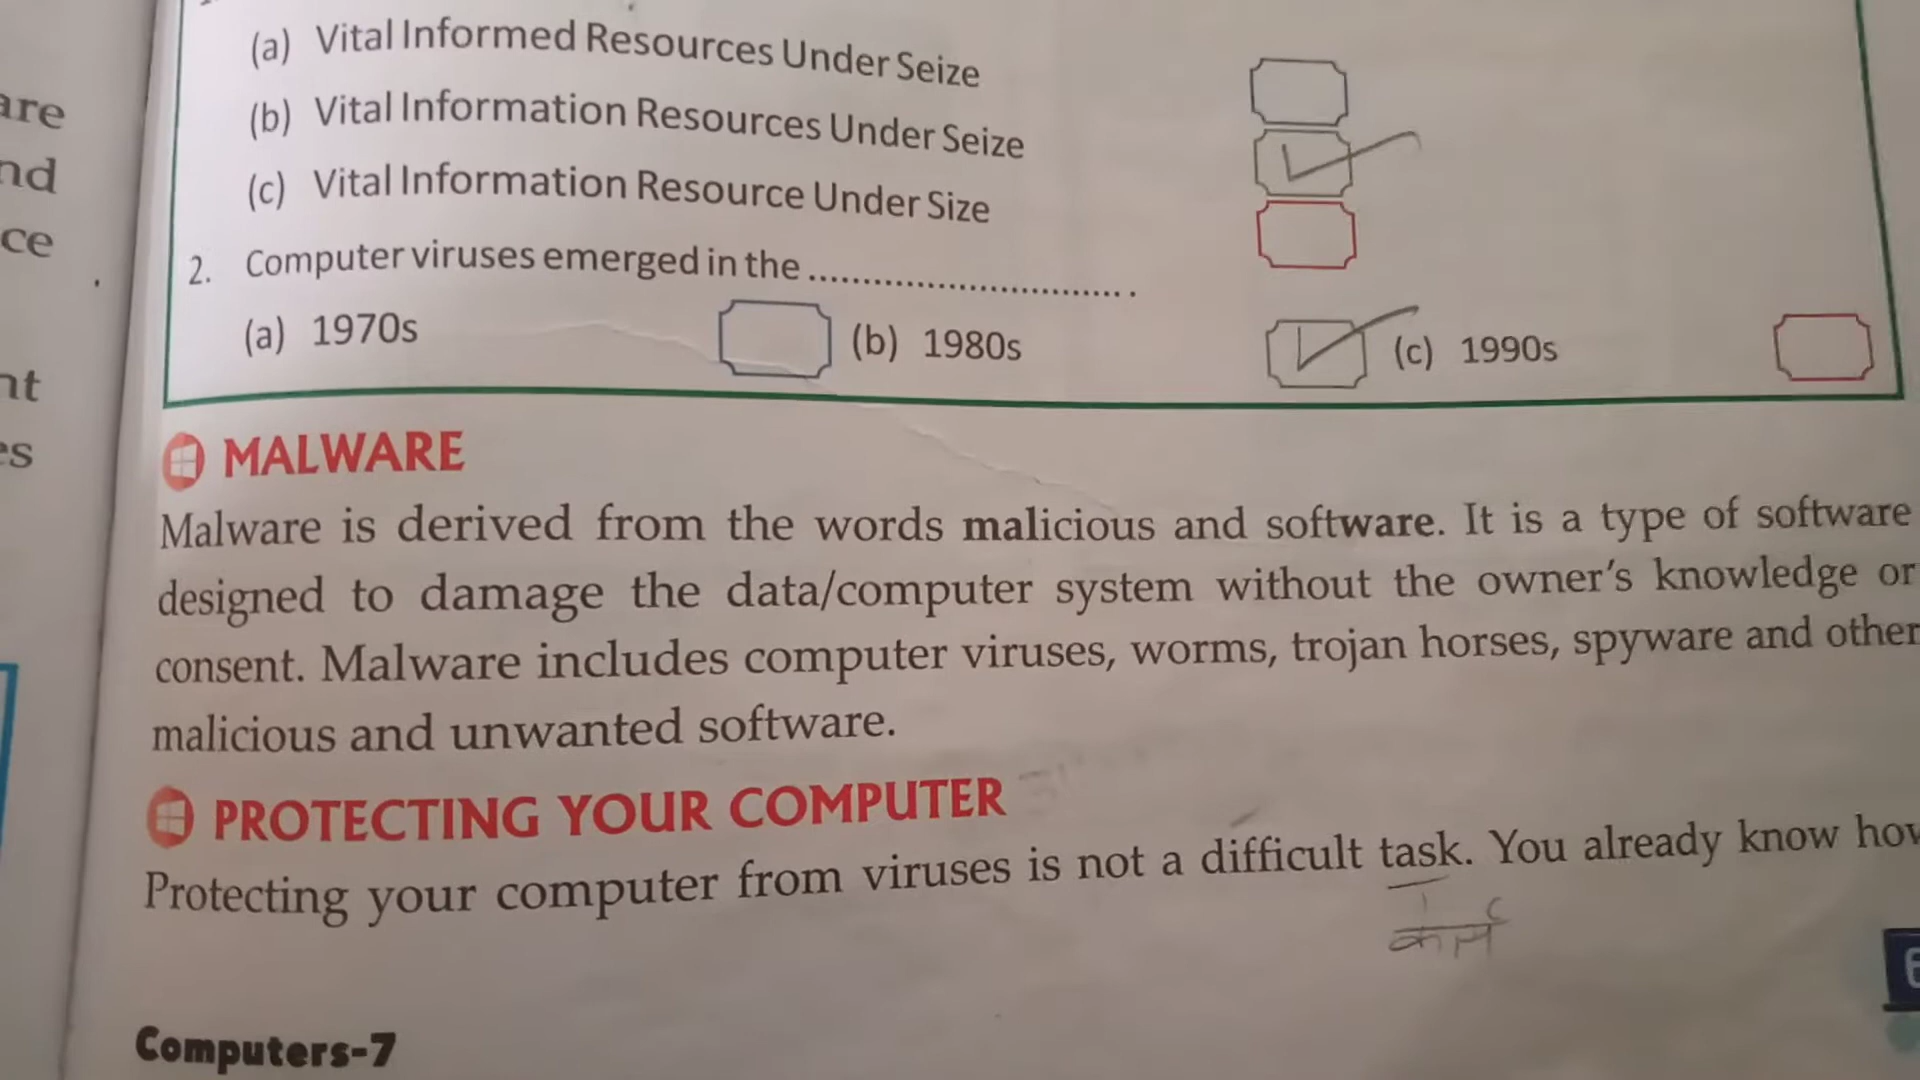 are
nd
ce
nt
es
(a) Vital Informed Resources Under Seize
(b) Vital Information Resources Under Seize
(c) Vital Information Resource Under Size
2. Computer viruses emerged in the .................................
(a) 1970s (b) 1980s (c) 1990s
MALWARE
Malware is derived from the words malicious and software. It is a type of software
designed to damage the data/computer system without the owner's knowledge or
consent. Malware includes computer viruses, worms, trojan horses, spyware and other
malicious and unwanted software.
PROTECTING YOUR COMPUTER
Protecting your computer from viruses is not a difficult task. You already know how
Computers-7